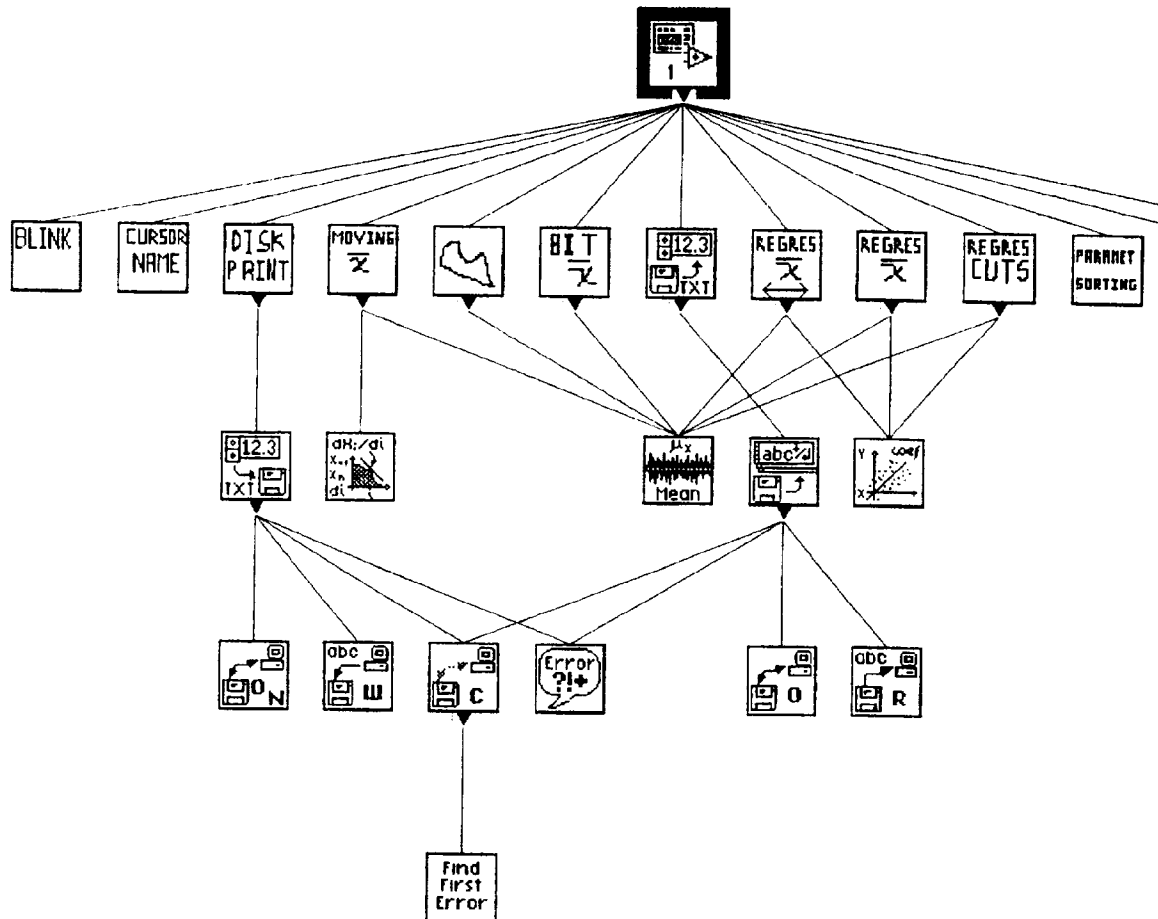 1
BLINK
CURSOR
NAME
DISK
PRINT
MOVING
x
BIT
x
12.3
TXT
REGRES
x
REGRES
x
REGRES
CUTS
PARAMET
SORTING
12.3
TXT
dX:/di
di
μx
Mean
abc
Y
coef
X
O N
abc
W
C
Error
?!+
O
abc
R
Find
First
Error